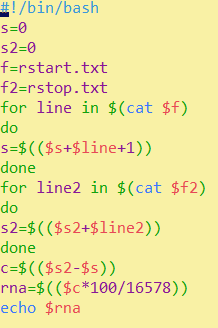 #!/bin/bash
s=0
s2=0
f=rstart.txt
f2=rstop.txt
for line in $(cat $f)
do
s=$(($s+$line+1))
done
for line2 in $(cat $f2)
do
s2=$(($s2+$line2))
done
c=$(($s2-$s))
rna=$(($c*100/16578))
echo $rna